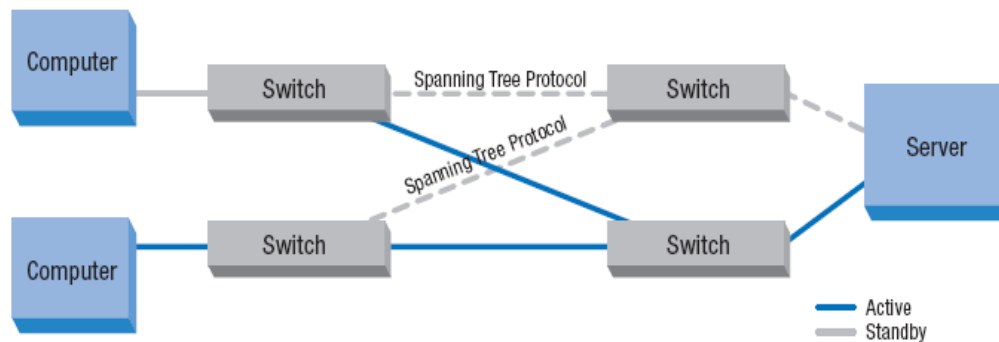 Computer
Switch
Spanning Tree Protocol
Switch
Spanning Tree Protocol
Server
Computer
Switch
Switch
Active
Standby